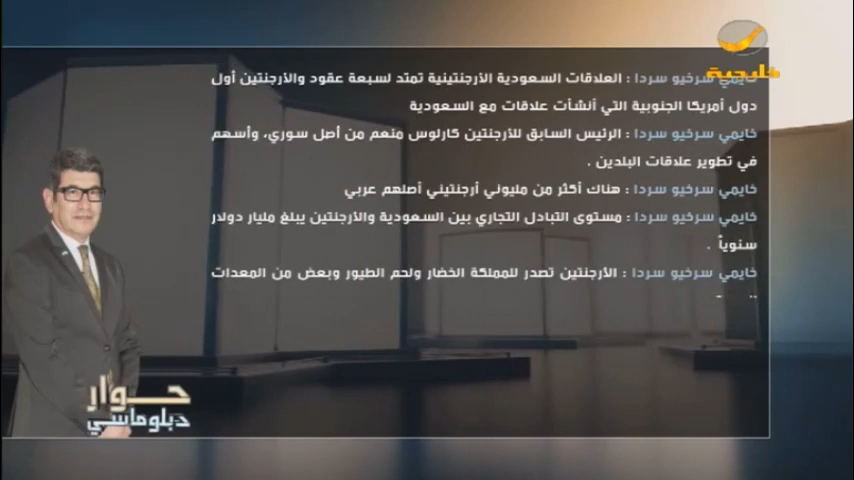 خليجية
خايمي سرخيو سردا : العلاقات السعودية الأرجنتينية تمتد لسبعة عقود والأرجنتين أول
دول أمريكا الجنوبية التي أنشأت علاقات مع السعودية
خايمي سرخيو سردا : الرئيس السابق للأرجنتين كارلوس منعم من أصل سوري، وأسهم
في تطوير علاقات البلدين .
خايمي سرخيو سردا : هناك أكثر من مليوني أرجنتيني أصلهم عربي
خايمي سرخيو سردا : مستوى التبادل التجاري بين السعودية والأرجنتين يبلغ مليار دولار
سنوياً .
خايمي سرخيو سردا : الأرجنتين تصدر للمملكة الخضار ولحم الطيور وبعض من المعدات
حوار
دبلوماسي